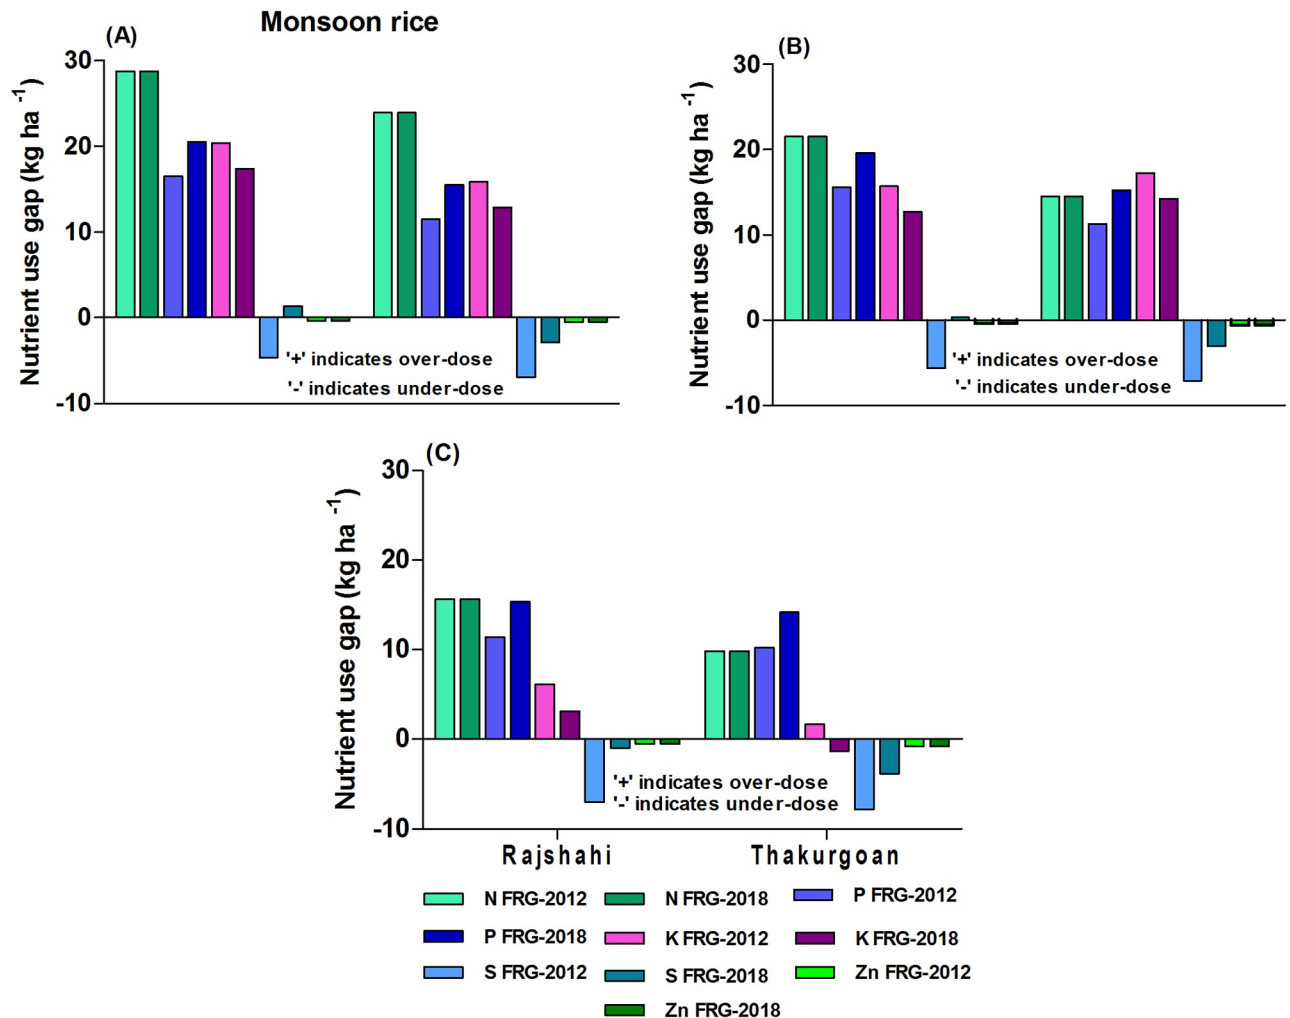 Monsoon rice
(A)
Nutrient use gap (kg ha -1)
30
20
10
0
-10
'+' indicates over-dose
'-' indicates under-dose
(B)
Nutrient use gap (kg ha -1)
30
20
10
0
-10
'+' indicates over-dose
'-' indicates under-dose
(C)
Nutrient use gap (kg ha -1)
30
20
10
0
-10
'+' indicates over-dose
'-' indicates under-dose
Rajshahi Thakurgoan
N FRG-2012 N FRG-2018 P FRG-2012
P FRG-2018 K FRG-2012 K FRG-2018
S FRG-2012 S FRG-2018 Zn FRG-2012
Zn FRG-2018